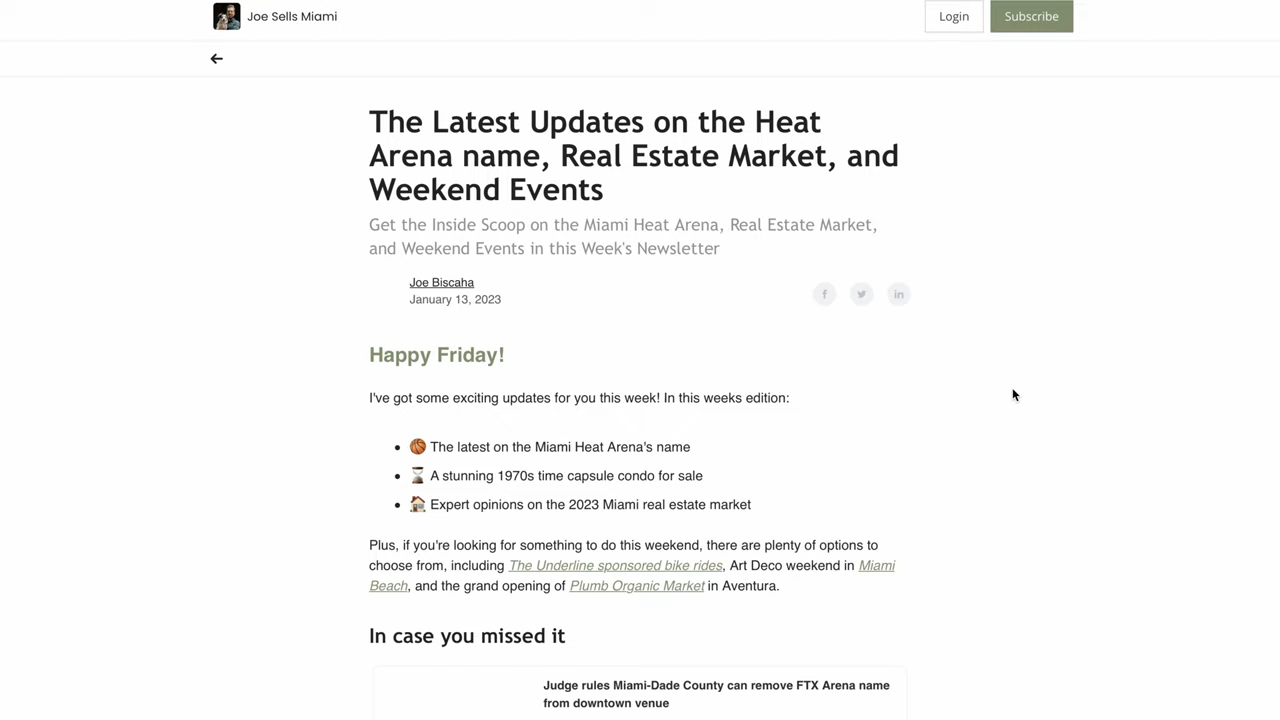 Joe Sells Miami
Login
Subscribe
The Latest Updates on the Heat
Arena name, Real Estate Market, and
Weekend Events
Get the Inside Scoop on the Miami Heat Arena, Real Estate Market,
and Weekend Events in this Week's Newsletter
Joe Biscaha
January 13, 2023
Happy Friday!
I've got some exciting updates for you this week! In this weeks edition:
• 🏀 The latest on the Miami Heat Arena's name
• ⌛ A stunning 1970s time capsule condo for sale
• 🏠 Expert opinions on the 2023 Miami real estate market
Plus, if you're looking for something to do this weekend, there are plenty of options to
choose from, including The Underline sponsored bike rides, Art Deco weekend in Miami
Beach, and the grand opening of Plumb Organic Market in Aventura.
In case you missed it
Judge rules Miami-Dade County can remove FTX Arena name
from downtown venue